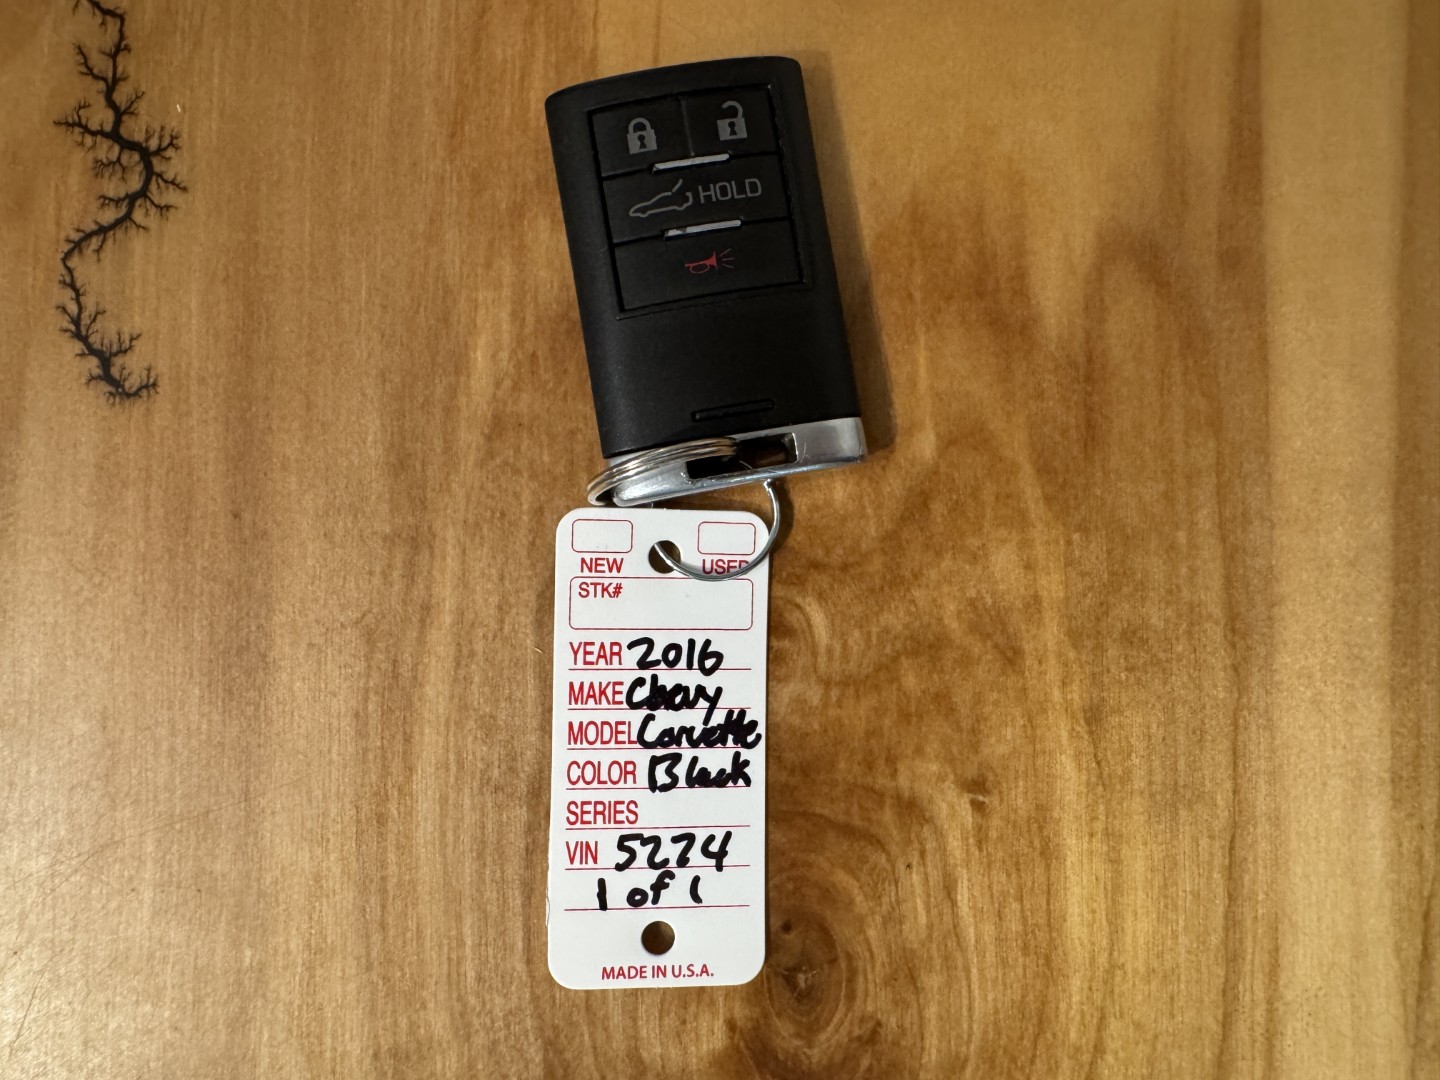 HOLD
NEW USED
STK#
YEAR 2016
MAKE Chevy
MODEL Corvette
COLOR Black
SERIES
VIN 5274
1 of 1
MADE IN U.S.A.